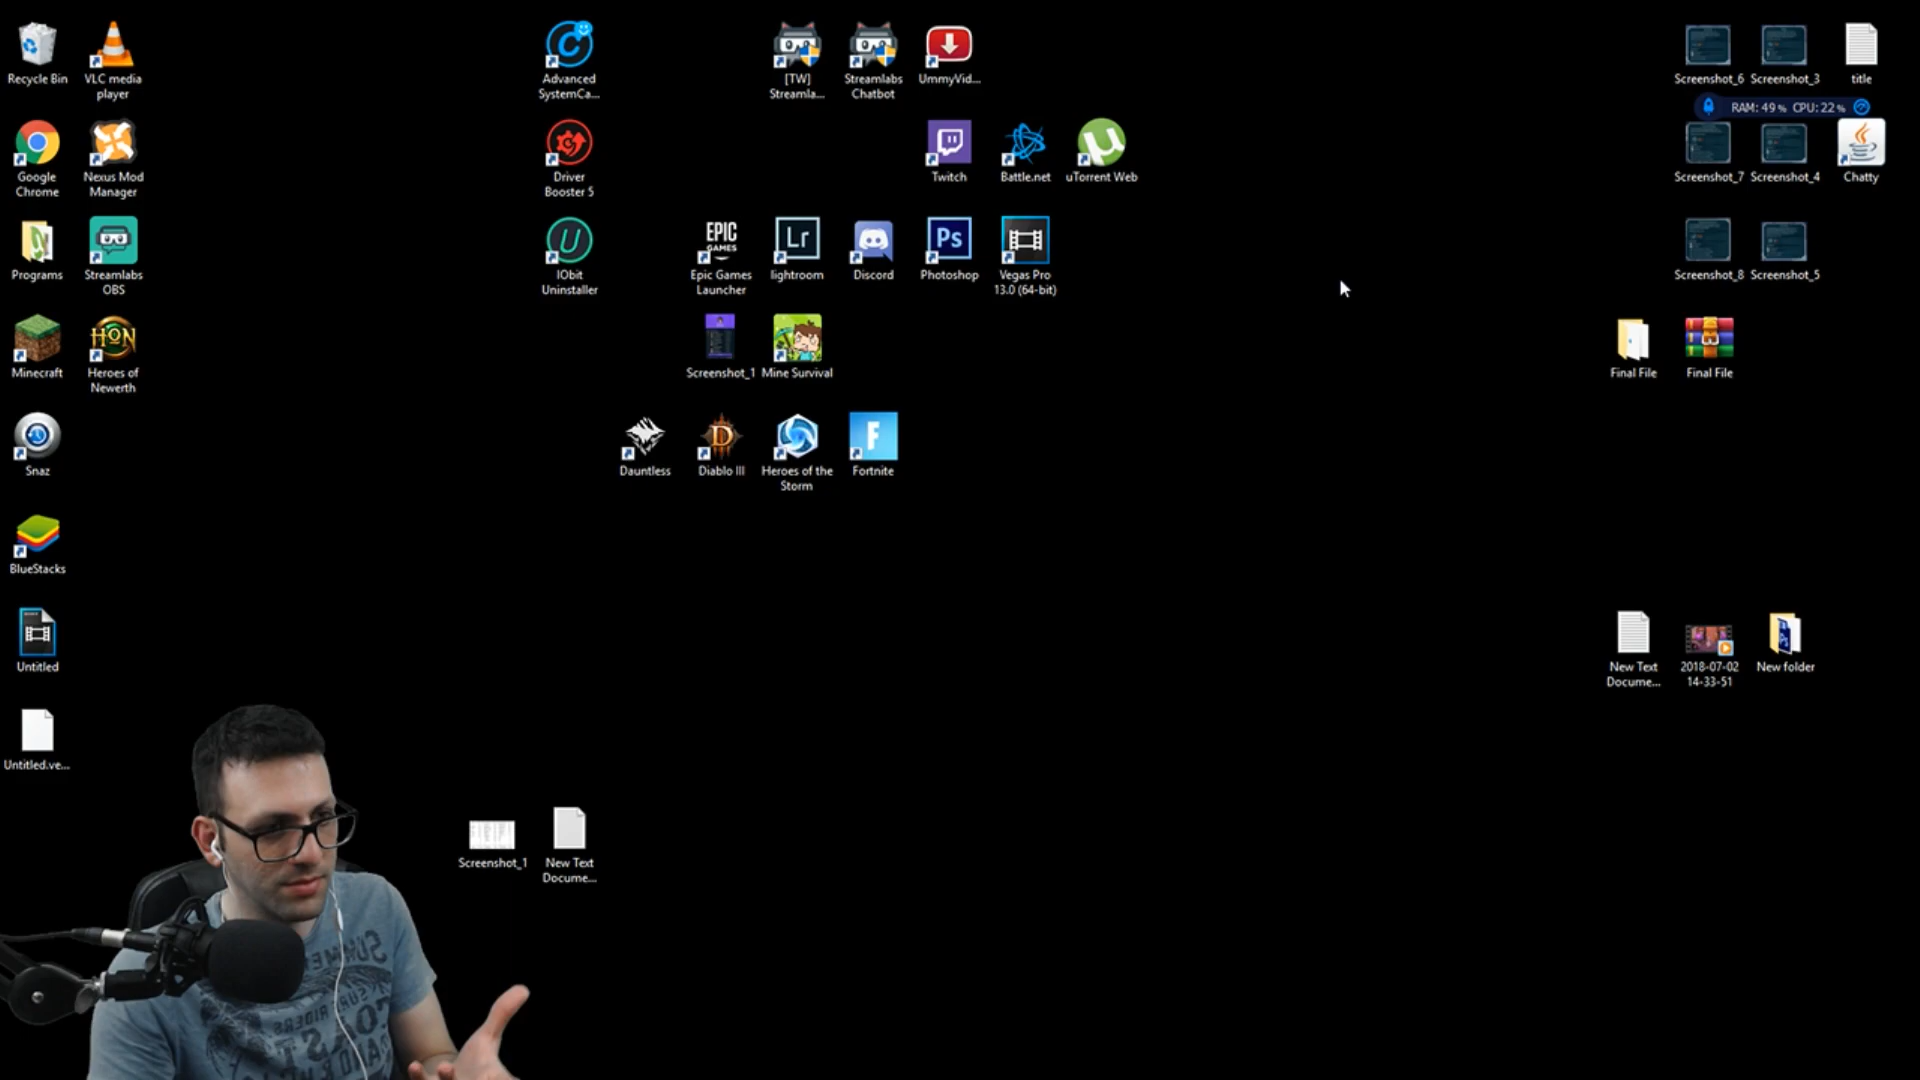 Recycle Bin
VLC media
player
Advanced
SystemCa...
[TW]
Streamla...
Streamlabs
Chatbot
UmmyVid...
Screenshot_6
Screenshot_3
title
RAM: 49 % CPU: 22 %
Google
Chrome
Nexus Mod
Manager
Driver
Booster 5
Twitch
Battle.net
uTorrent Web
Screenshot_7
Screenshot_4
Chatty
Programs
Streamlabs
OBS
IObit
Uninstaller
EPIC
GAMES
Epic Games
Launcher
Lr
lightroom
Discord
Ps
Photoshop
Vegas Pro
13.0 (64-bit)
Screenshot_8
Screenshot_5
Minecraft
HON
Heroes of
Newerth
Screenshot_1
Mine Survival
Final File
Final File
Snaz
Dauntless
Diablo III
Heroes of the
Storm
F
Fortnite
BlueStacks
Untitled
New Text
Docume...
2018-07-02
14-33-51
New folder
Untitled.ve...
Screenshot_1
New Text
Docume...
SUMMER
RIDERS